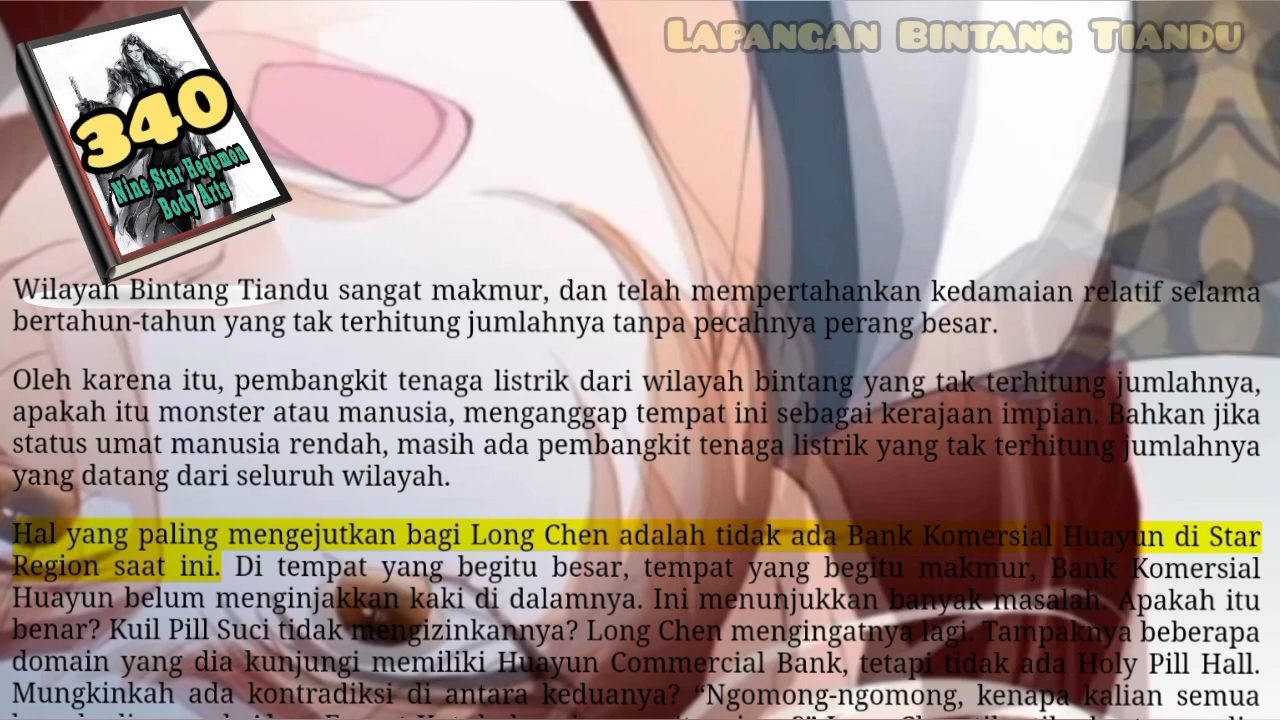 Lapangan Bintang Tiandu
340
Nine Star Hegemon
Body Arts
Wilayah Bintang Tiandu sangat makmur, dan telah mempertahankan kedamaian relatif selama
bertahun-tahun yang tak terhitung jumlahnya tanpa pecahnya perang besar.
Oleh karena itu, pembangkit tenaga listrik dari wilayah bintang yang tak terhitung jumlahnya,
apakah itu monster atau manusia, menganggap tempat ini sebagai kerajaan impian. Bahkan jika
status umat manusia rendah, masih ada pembangkit tenaga listrik yang tak terhitung jumlahnya
yang datang dari seluruh wilayah.
Hal yang paling mengejutkan bagi Long Chen adalah tidak ada Bank Komersial Huayun di Star
Region saat ini. Di tempat yang begitu besar, tempat yang begitu makmur, Bank Komersial
Huayun belum menginjakkan kaki di dalamnya. Ini menunjukkan banyak masalah. Apakah itu
benar? Kuil Pill Suci tidak mengizinkannya? Long Chen mengingatnya lagi. Tampaknya beberapa
domain yang dia kunjungi memiliki Huayun Commercial Bank, tetapi tidak ada Holy Pill Hall.
Mungkinkah ada kontradiksi di antara keduanya? “Ngomong-ngomong, kenapa kalian semua